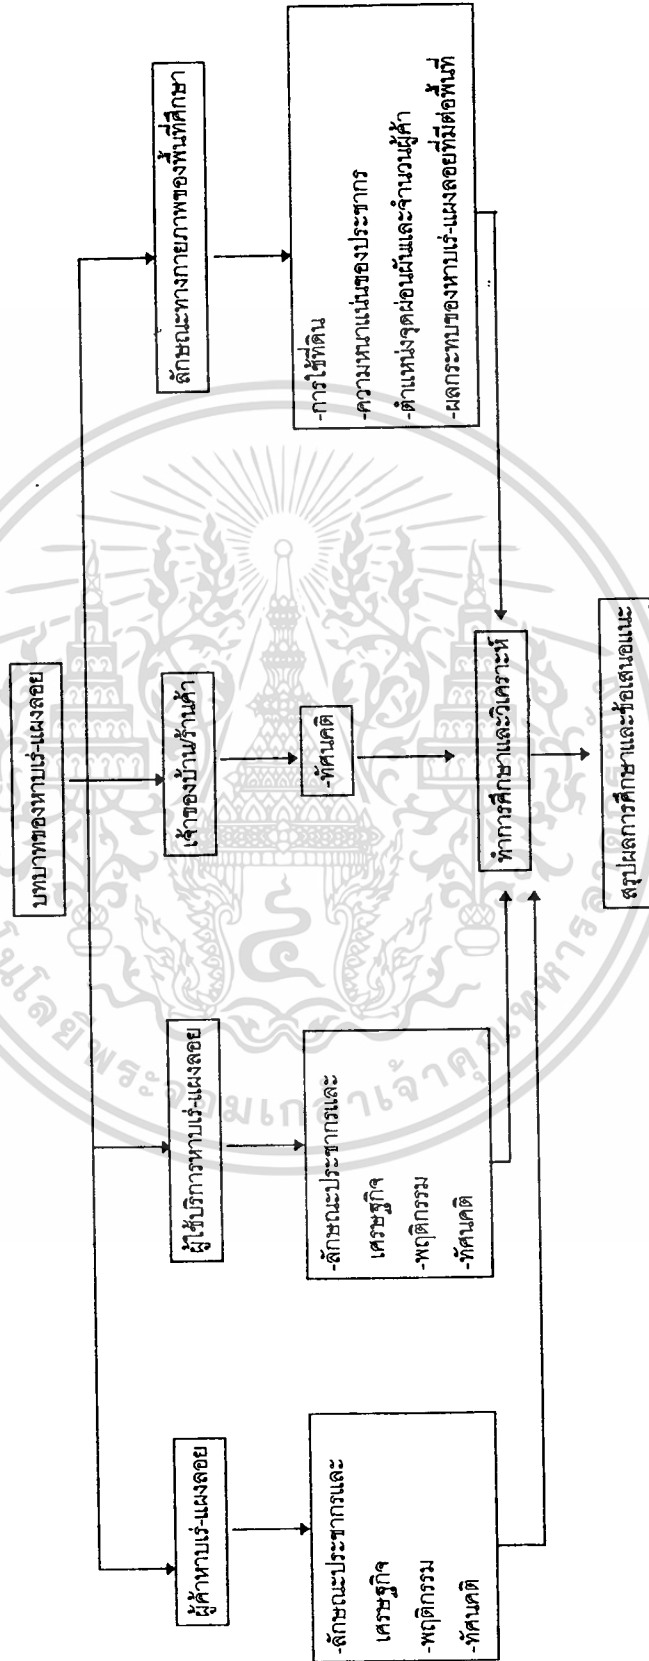 บทบาทของหาบเร่-แผงลอย
ผู้ค้าหาบเร่-แผงลอย
ผู้ใช้บริการหาบเร่-แผงลอย
เจ้าของบ้าน/ร้านค้า
ลักษณะทางกายภาพของพื้นที่ศึกษา
-ลักษณะประชากรและ
เศรษฐกิจ
-พฤติกรรม
-ทัศนคติ
-ลักษณะประชากรและ
เศรษฐกิจ
-พฤติกรรม
-ทัศนคติ
-ทัศนคติ
-การใช้ที่ดิน
-ความหนาแน่นของประชากร
-ตำแหน่งจุดผ่อนผันและจำนวนผู้ค้า
-ผลกระทบของหาบเร่-แผงลอยที่มีต่อพื้นที่
ทำการศึกษาและวิเคราะห์
สรุปผลการศึกษาและข้อเสนอแนะ